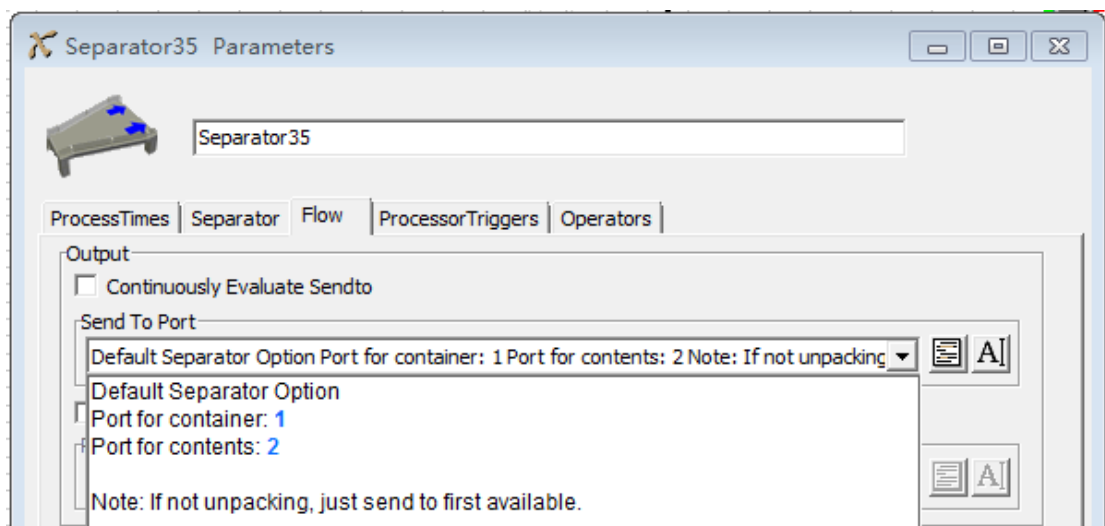 Separator35 Parameters
Separator35
ProcessTimes Separator Flow ProcessorTriggers Operators
Output
Continuously Evaluate Sendto
Send To Port
Default Separator Option Port for container: 1 Port for contents: 2 Note: If not unpacking
Default Separator Option
Port for container: 1
Port for contents: 2
Note: If not unpacking, just send to first available.